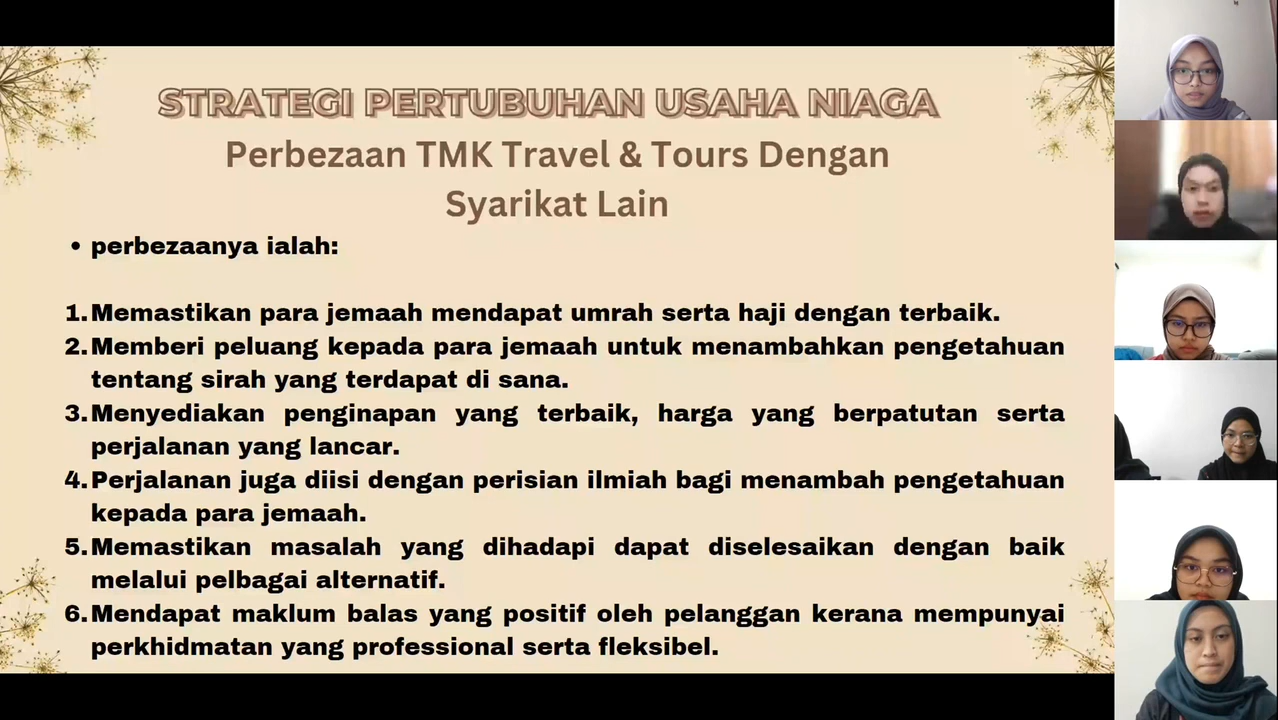 STRATEGI PERTUBUHAN USAHA NIAGA
Perbezaan TMK Travel & Tours Dengan
Syarikat Lain
• perbezaanya ialah:
1. Memastikan para jemaah mendapat umrah serta haji dengan terbaik.
2. Memberi peluang kepada para jemaah untuk menambahkan pengetahuan
tentang sirah yang terdapat di sana.
3. Menyediakan penginapan yang terbaik, harga yang berpatutan serta
perjalanan yang lancar.
4. Perjalanan juga diisi dengan perisian ilmiah bagi menambah pengetahuan
kepada para jemaah.
5. Memastikan masalah yang dihadapi dapat diselesaikan dengan baik
melalui pelbagai alternatif.
6. Mendapat maklum balas yang positif oleh pelanggan kerana mempunyai
perkhidmatan yang professional serta fleksibel.